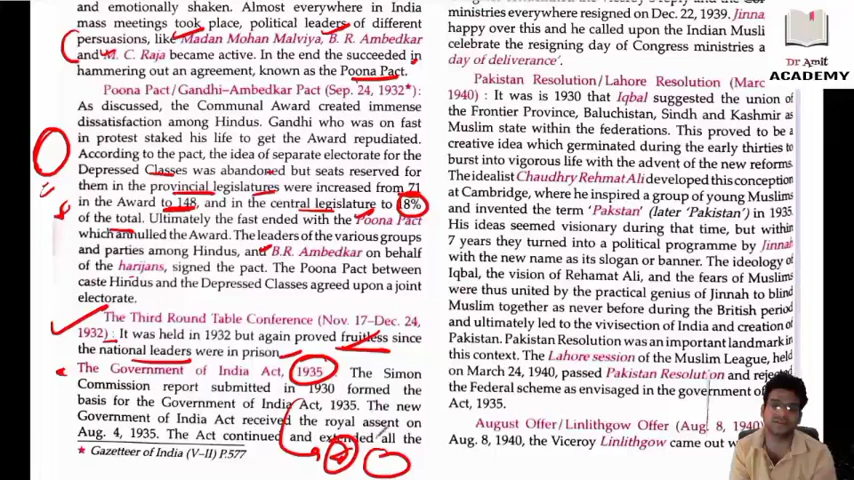 and emotionally shaken. Almost everywhere in India
mass meetings took place, political leaders of different
persuasions, like Madan Mohan Malviya, B. R. Ambedkar
and M. C. Raja became active. In the end the succeeded in
hammering out an agreement, known as the Poona Pact.
Poona Pact/Gandhi–Ambedkar Pact (Sep. 24, 1932*):
As discussed, the Communal Award created immense
dissatisfaction among Hindus. Gandhi who was on fast
in protest staked his life to get the Award repudiated.
According to the pact, the idea of separate electorate for the
Depressed Classes was abandoned but seats reserved for
them in the provincial legislatures were increased from 71
in the Award to 148, and in the central legislature to 18%
of the total. Ultimately the fast ended with the Poona Pact
which annulled the Award. The leaders of the various groups
and parties among Hindus, and B.R. Ambedkar on behalf
of the harijans, signed the pact. The Poona Pact between
caste Hindus and the Depressed Classes agreed upon a joint
electorate.
The Third Round Table Conference (Nov. 17–Dec. 24,
1932) : It was held in 1932 but again proved fruitless since
the national leaders were in prison.
The Government of India Act, 1935 The Simon
Commission report submitted in 1930 formed the
basis for the Government of India Act, 1935. The new
Government of India Act received the royal assent on
Aug. 4, 1935. The Act continued and extended all the
★ Gazetteer of India (V–II) P.577
ministries everywhere resigned on Dec. 22, 1939. Jinna
happy over this and he called upon the Indian Musli
celebrate the resigning day of Congress ministries a
day of deliverance'.
Pakistan Resolution/Lahore Resolution (Marc
1940) : It was is 1930 that Iqbal suggested the union of
the Frontier Province, Baluchistan, Sindh and Kashmir as
Muslim state within the federations. This proved to be a
creative idea which germinated during the early thirties to
burst into vigorous life with the advent of the new reforms.
The idealist Chaudhry Rehmat Ali developed this conception
at Cambridge, where he inspired a group of young Muslims
and invented the term 'Pakstan' (later 'Pakistan') in 1935.
His ideas seemed visionary during that time, but within
7 years they turned into a political programme by Jinnah
with the new name as its slogan or banner. The ideology of
Iqbal, the vision of Rehamat Ali, and the fears of Muslims
were thus united by the practical genius of Jinnah to blind
Muslim together as never before during the British period
and ultimately led to the vivisection of India and creation of
Pakistan. Pakistan Resolution was an important landmark in
this context. The Lahore session of the Muslim League, held
on March 24, 1940, passed Pakistan Resolution and rejec
the Federal scheme as envisaged in the government of
Act, 1935.
August Offer/Linlithgow Offer (Aug. 8, 1940)
Aug. 8, 1940, the Viceroy Linlithgow came out w
Dr Amit
ACADEMY